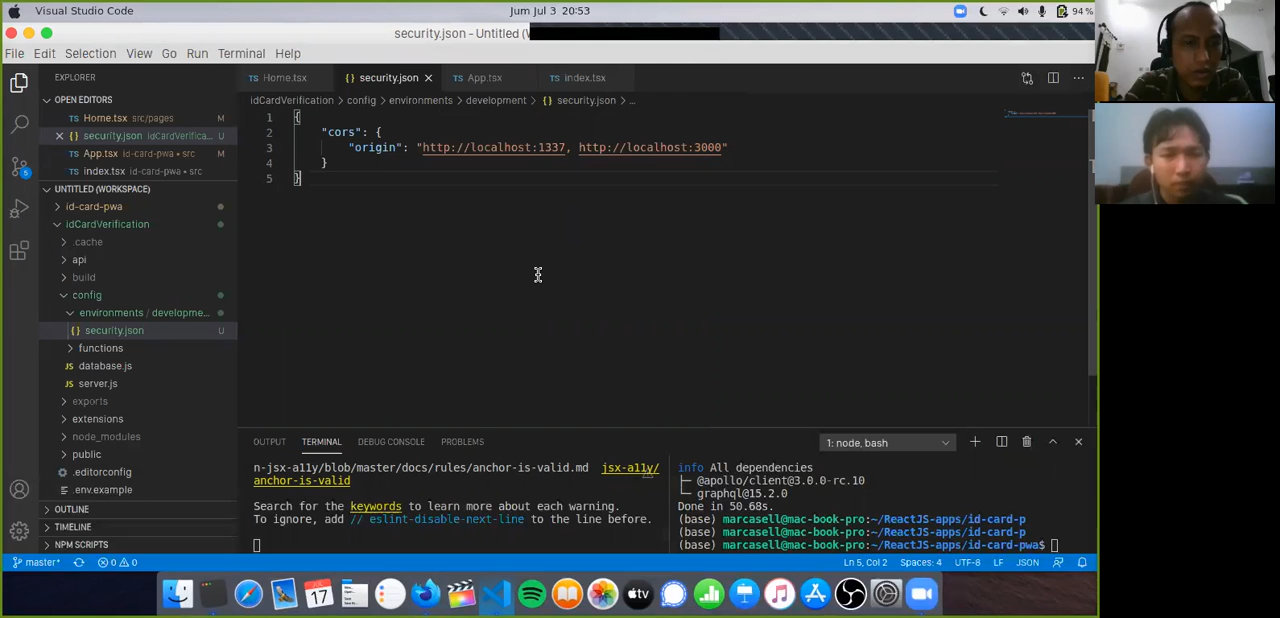 Visual Studio Code
Jum Jul 3 20:53
94 %
security.json - Untitled (
File Edit Selection View Go Run Terminal Help
EXPLORER
OPEN EDITORS
Home.tsx src/pages M
security.json idCardVerifica... U
App.tsx id-card-pwa • src
index.tsx id-card-pwa • src
UNTITLED (WORKSPACE)
id-card-pwa
idCardVerification
.cache
api
build
config
environments / developme...
security.json U
functions
database.js
server.js
exports
extensions
node_modules
public
.editorconfig
.env.example
OUTLINE
TIMELINE
NPM SCRIPTS
Home.tsx security.json App.tsx index.tsx
idCardVerification > config > environments > development > {} security.json > ...
1 {
2 "cors": {
3 "origin": "http://localhost:1337, http://localhost:3000"
4 }
5 }
OUTPUT TERMINAL DEBUG CONSOLE PROBLEMS
1: node, bash
n-jsx-a11y/blob/master/docs/rules/anchor-is-valid.md jsx-a11y/
anchor-is-valid
Search for the keywords to learn more about each warning.
To ignore, add // eslint-disable-next-line to the line before.
info All dependencies
├─ @apollo/client@3.0.0-rc.10
└─ graphql@15.2.0
Done in 50.68s.
(base) marcasell@mac-book-pro:~/ReactJS-apps/id-card-p
(base) marcasell@mac-book-pro:~/ReactJS-apps/id-card-p
(base) marcasell@mac-book-pro:~/ReactJS-apps/id-card-pwa$
master* 0 0 Ln 5, Col 2 Spaces: 4 UTF-8 LF JSON
17
tv